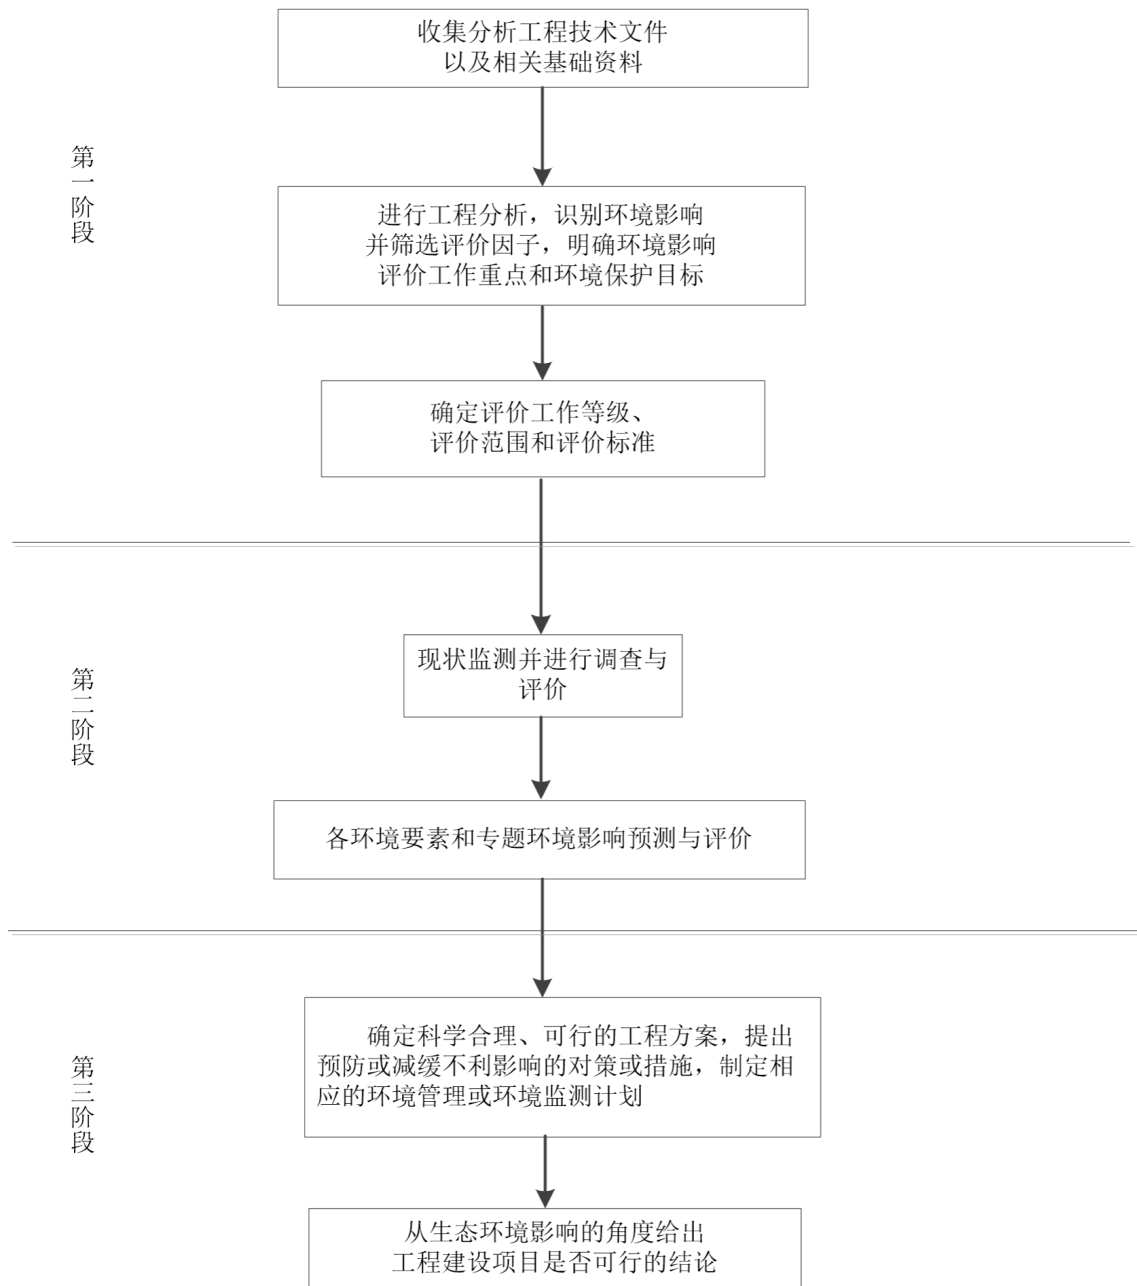 收集分析工程技术文件
以及相关基础资料
第一阶段
进行工程分析，识别环境影响
并筛选评价因子，明确环境影响
评价工作重点和环境保护目标
确定评价工作等级、
评价范围和评价标准
现状监测并进行调查与
评价
第二阶段
各环境要素和专题环境影响预测与评价
确定科学合理、可行的工程方案，提出
预防或减缓不利影响的对策或措施，制定相
应的环境管理或环境监测计划
第三阶段
从生态环境影响的角度给出
工程建设项目是否可行的结论